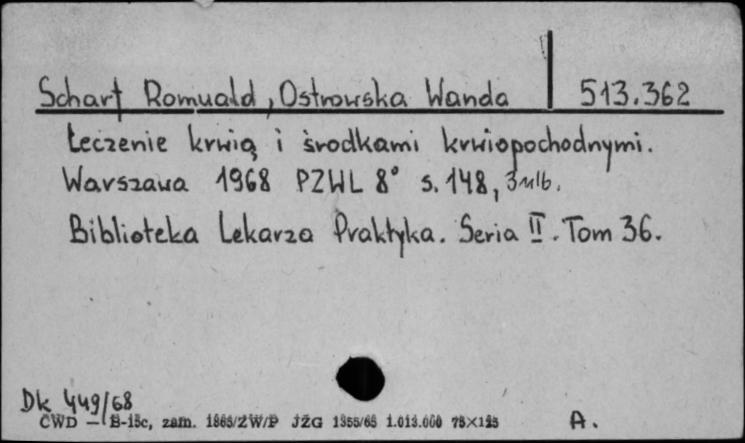 Scharf Romuald, Ostrowska Wanda 513.362
Leczenie krwią i środkami krwiopochodnymi.
Warszawa 1968 PZWL 8° s. 148, 3 nlb.
Biblioteka Lekarza Praktyka. Seria II. Tom 36.
Dk 449/68
CWD — B-15c, zam. 1865/ZW/P JZG 1355/65 1.013.000 75×125 A.